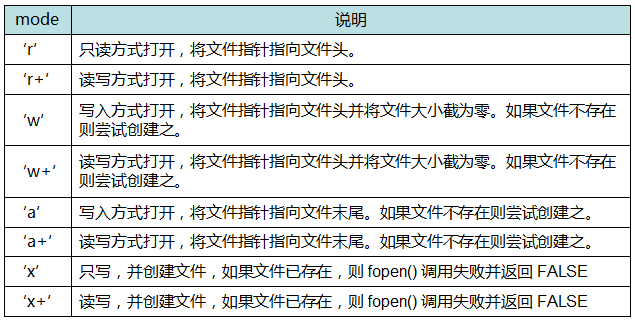 mode 说明
‘r’ 只读方式打开，将文件指针指向文件头。
‘r+’ 读写方式打开，将文件指针指向文件头。
‘w’ 写入方式打开，将文件指针指向文件头并将文件大小截为零。如果文件不存在
则尝试创建之。
‘w+’ 读写方式打开，将文件指针指向文件头并将文件大小截为零。如果文件不存在
则尝试创建之。
‘a’ 写入方式打开，将文件指针指向文件末尾。如果文件不存在则尝试创建之。
‘a+’ 读写方式打开，将文件指针指向文件末尾。如果文件不存在则尝试创建之。
‘x’ 只写，并创建文件，如果文件已存在，则 fopen() 调用失败并返回 FALSE
‘x+’ 读写，并创建文件，如果文件已存在，则 fopen() 调用失败并返回 FALSE